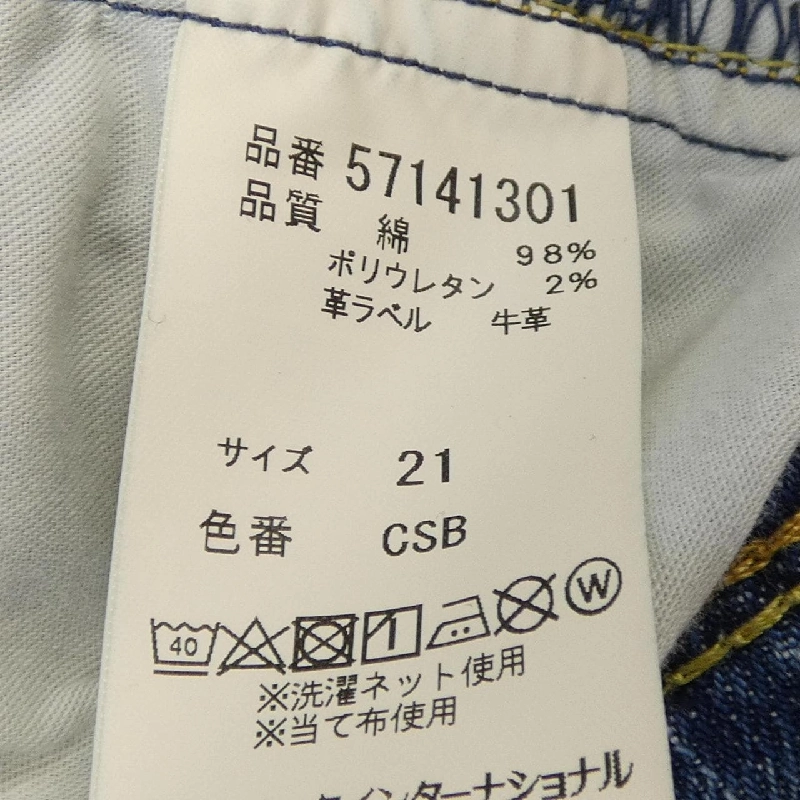 品番 57141301
品質 綿 98%
ポリウレタン 2%
革ラベル 牛革
サイズ 21
色番 CSB
40 W
※洗濯ネット使用
※当て布使用
インターナショナル